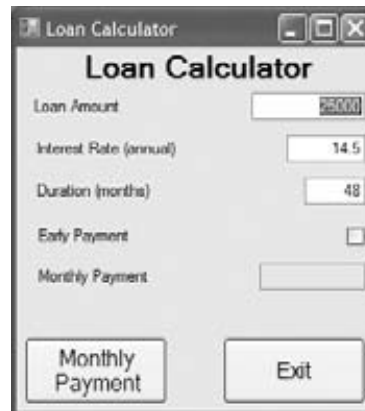 Loan Calculator
Loan Calculator
Loan Amount 25000
Interest Rate (annual) 14.5
Duration (months) 48
Early Payment
Monthly Payment
Monthly
Payment
Exit